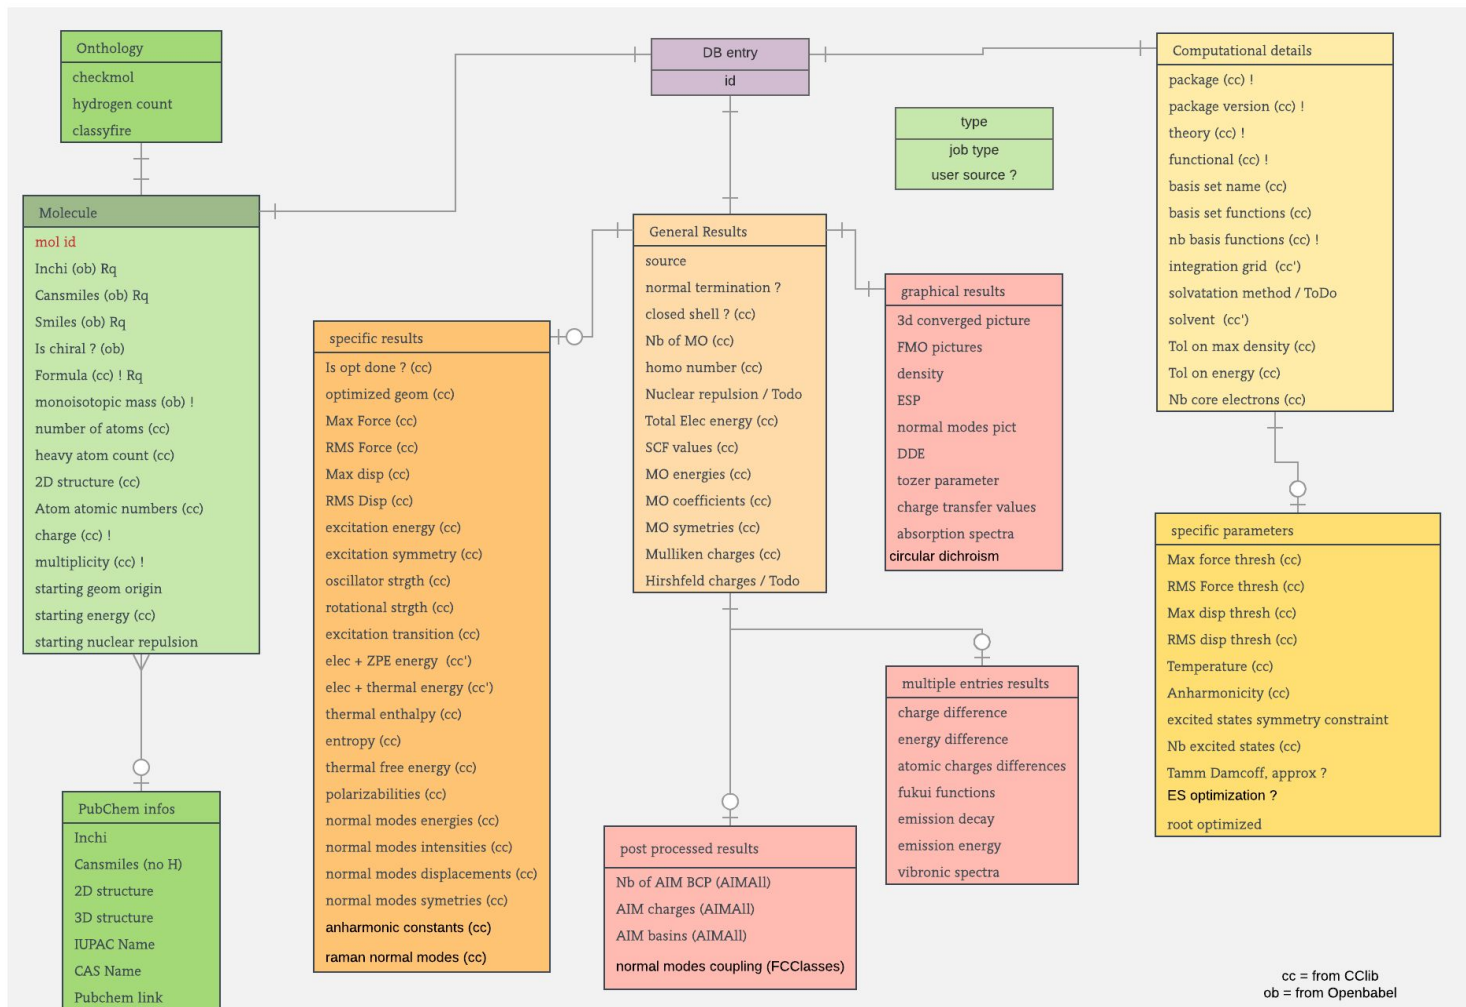 Onthology
checkmol
hydrogen count
classyfire
Molecule
mol id
Inchi (ob) Rq
Cansmiles (ob) Rq
Smiles (ob) Rq
Is chiral ? (ob)
Formula (cc) ! Rq
monoisotopic mass (ob) !
number of atoms (cc)
heavy atom count (cc)
2D structure (cc)
Atom atomic numbers (cc)
charge (cc) !
multiplicity (cc) !
starting geom origin
starting energy (cc)
starting nuclear repulsion
PubChem infos
Inchi
Cansmiles (no H)
2D structure
3D structure
IUPAC Name
CAS Name
Pubchem link
specific results
Is opt done ? (cc)
optimized geom (cc)
Max Force (cc)
RMS Force (cc)
Max disp (cc)
RMS Disp (cc)
excitation energy (cc)
excitation symmetry (cc)
oscillator strgth (cc)
rotational strgth (cc)
excitation transition (cc)
elec + ZPE energy (cc')
elec + thermal energy (cc')
thermal enthalpy (cc)
entropy (cc)
thermal free energy (cc)
polarizabilities (cc)
normal modes energies (cc)
normal modes intensities (cc)
normal modes displacements (cc)
normal modes symetries (cc)
anharmonic constants (cc)
raman normal modes (cc)
DB entry
id
General Results
source
normal termination ?
closed shell ? (cc)
Nb of MO (cc)
homo number (cc)
Nuclear repulsion / Todo
Total Elec energy (cc)
SCF values (cc)
MO energies (cc)
MO coefficients (cc)
MO symetries (cc)
Mulliken charges (cc)
Hirshfeld charges / Todo
post processed results
Nb of AIM BCP (AIMAll)
AIM charges (AIMAll)
AIM basins (AIMAll)
normal modes coupling (FCClasses)
type
job type
user source ?
graphical results
3d converged picture
FMO pictures
density
ESP
normal modes pict
DDE
tozer parameter
charge transfer values
absorption spectra
circular dichroism
multiple entries results
charge difference
energy difference
atomic charges differences
fukui functions
emission decay
emission energy
vibronic spectra
Computational details
package (cc) !
package version (cc) !
theory (cc) !
functional (cc) !
basis set name (cc)
basis set functions (cc)
nb basis functions (cc) !
integration grid (cc')
solvatation method / ToDo
solvent (cc')
Tol on max density (cc)
Tol on energy (cc)
Nb core electrons (cc)
specific parameters
Max force thresh (cc)
RMS Force thresh (cc)
Max disp thresh (cc)
RMS disp thresh (cc)
Temperature (cc)
Anharmonicity (cc)
excited states symmetry constraint
Nb excited states (cc)
Tamm Damcoff, approx ?
ES optimization ?
root optimized
cc = from CClib
ob = from Openbabel